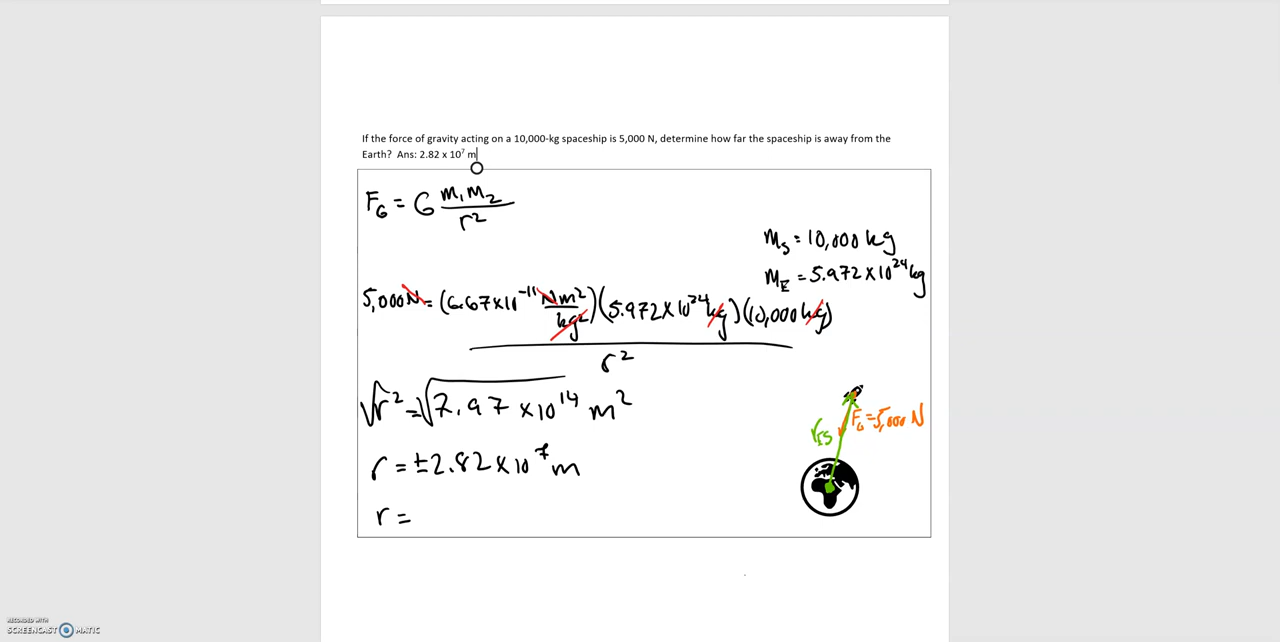 If the force of gravity acting on a 10,000-kg spaceship is 5,000 N, determine how far the spaceship is away from the
Earth? Ans: 2.82 x 10⁷ m
F_G = G m₁m₂ / r²
m_S = 10,000 kg
m_E = 5.972 x 10²⁴ kg
5,000 N = (6.67 x 10⁻¹¹ Nm²/kg²)(5.972 x 10²⁴ kg)(10,000 kg)
r²
√r² = √7.97 x 10¹⁴ m²
F_G = 5,000 N
r_ES
r = ±2.82 x 10⁷ m
r =
RECORDED WITH
SCREENCAST MATIC